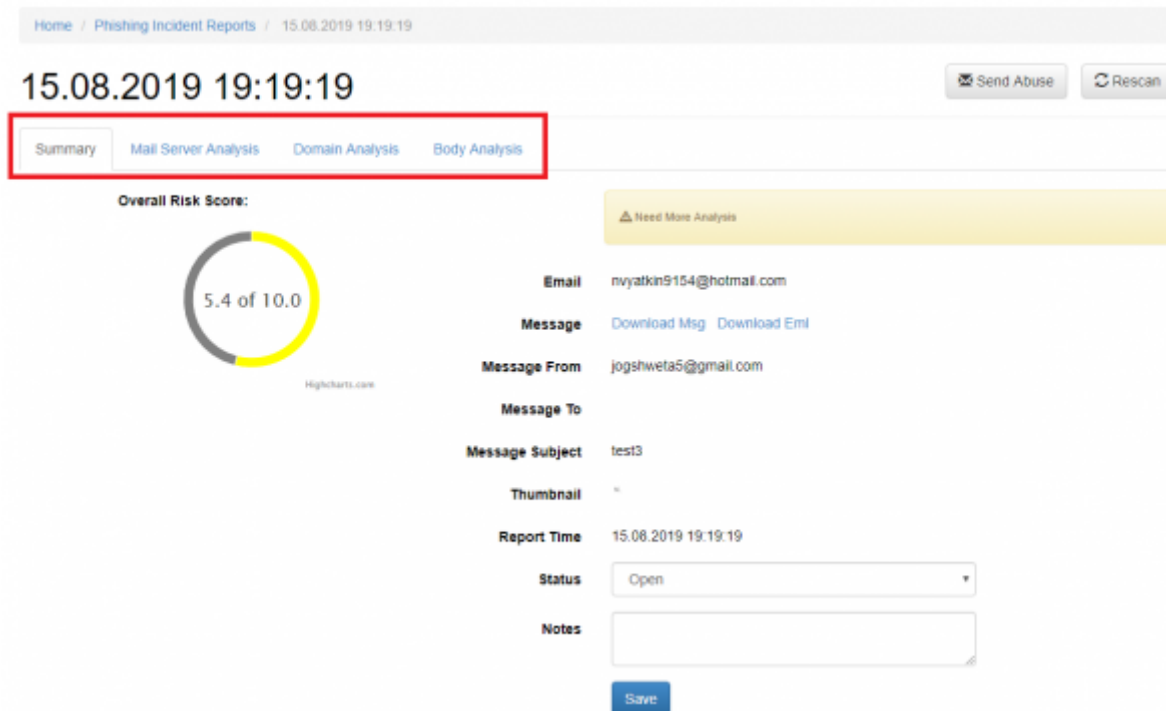 Home / Phishing Incident Reports / 15.08.2019 19:19:19
15.08.2019 19:19:19
Send Abuse
Rescan
Summary
Mail Server Analysis
Domain Analysis
Body Analysis
Overall Risk Score:
5.4 of 10.0
Highcharts.com
Need More Analysis
Email nvyatkin9154@hotmail.com
Message Download Msg Download Eml
Message From jogshweta5@gmail.com
Message To
Message Subject test3
Thumbnail
Report Time 15.08.2019 19:19:19
Status Open
Notes
Save